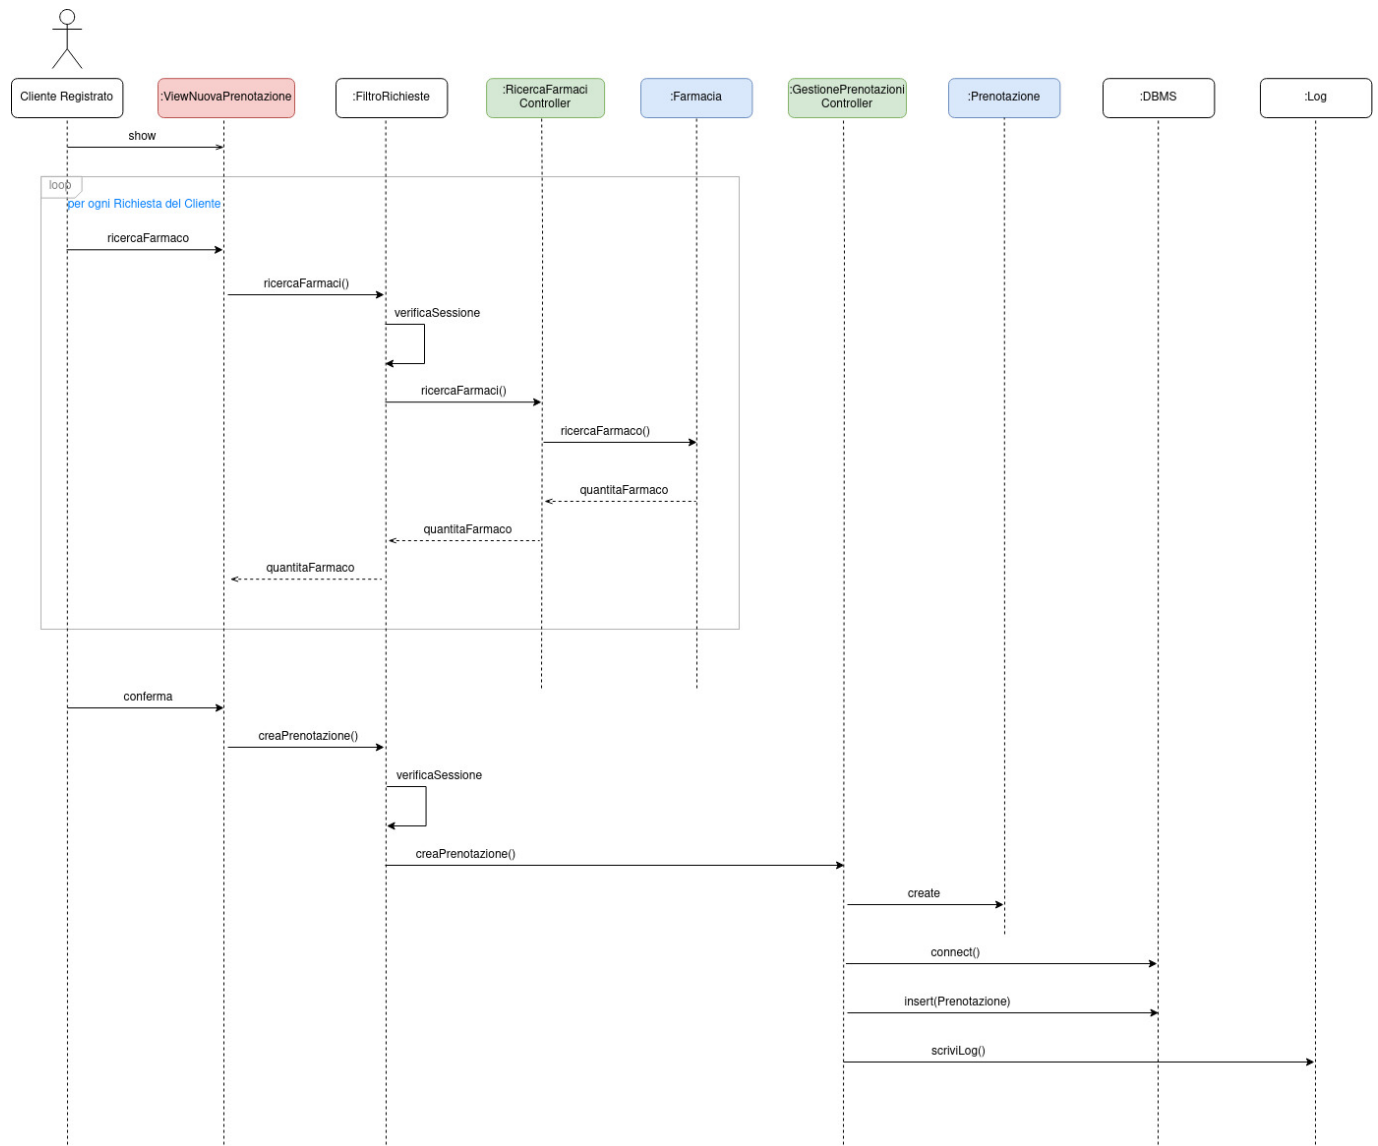 Cliente Registrato
:ViewNuovaPrenotazione
:FiltroRichieste
:RicercaFarmaci
Controller
:Farmacia
:GestionePrenotazioni
Controller
:Prenotazione
:DBMS
:Log
show
loop
per ogni Richiesta del Cliente
ricercaFarmaco
ricercaFarmaci()
verificaSessione
ricercaFarmaci()
ricercaFarmaco()
quantitaFarmaco
quantitaFarmaco
quantitaFarmaco
conferma
creaPrenotazione()
verificaSessione
creaPrenotazione()
create
connect()
insert(Prenotazione)
scriviLog()